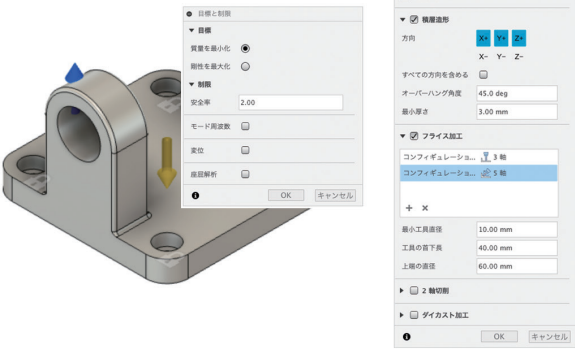 目標と制限
目標
質量を最小化
剛性を最大化
制限
安全率 2.00
モード周波数
変位
座屈解析
OK キャンセル
積層造形
方向 X+ Y+ Z+
X- Y- Z-
すべての方向を含める
オーバーハング角度 45.0 deg
最小厚さ 3.00 mm
フライス加工
コンフィギュレーショ... 3 軸
コンフィギュレーショ... 5 軸
+ ×
最小工具直径 10.00 mm
工具の首下長 40.00 mm
上端の直径 60.00 mm
2 軸切削
ダイカスト加工
OK キャンセル